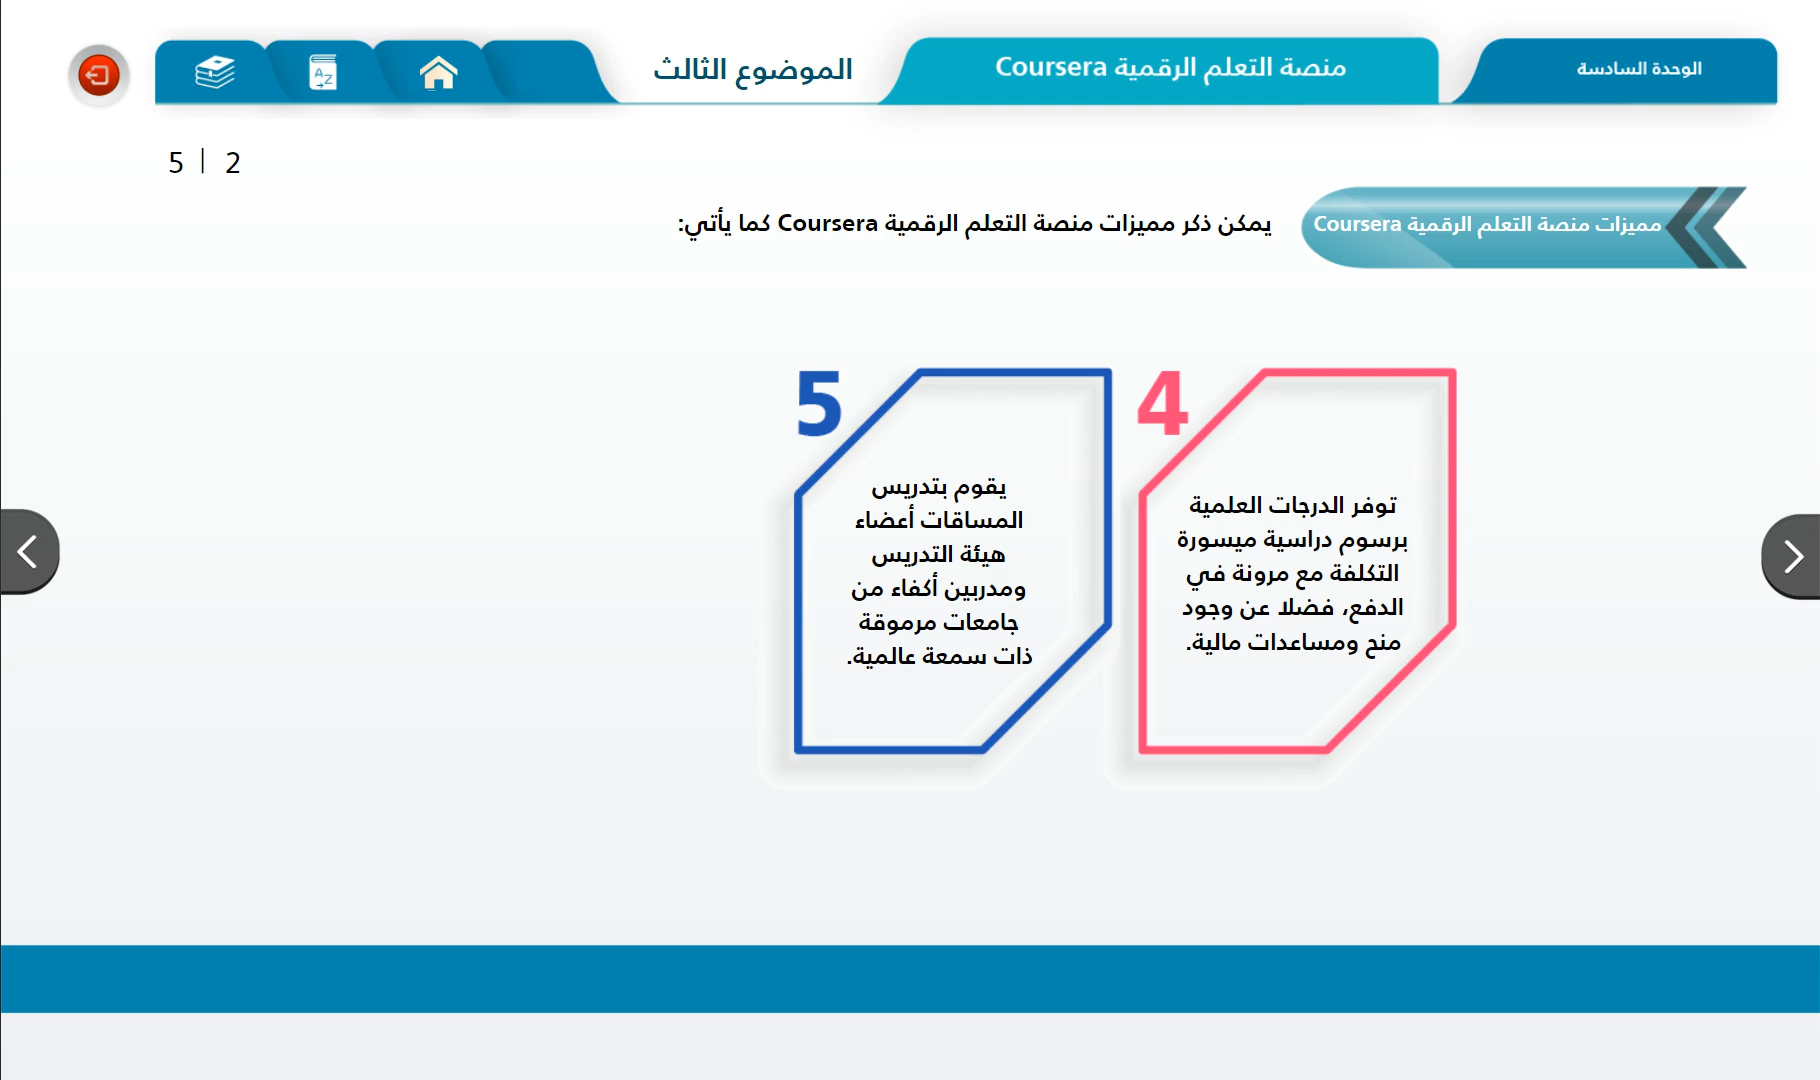 الوحدة السادسة
منصة التعلم الرقمية Coursera
الموضوع الثالث
A
Z
2 | 5
مميزات منصة التعلم الرقمية Coursera
يمكن ذكر مميزات منصة التعلم الرقمية Coursera كما يأتي:
4
توفر الدرجات العلمية
برسوم دراسية ميسورة
التكلفة مع مرونة في
الدفع، فضلا عن وجود
منح ومساعدات مالية.
5
يقوم بتدريس
المساقات أعضاء
هيئة التدريس
ومدربين أكفاء من
جامعات مرموقة
ذات سمعة عالمية.